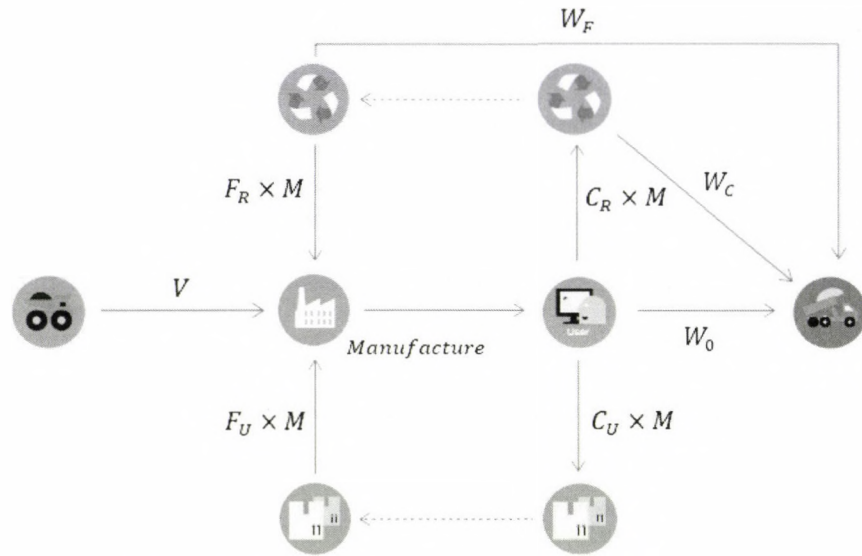 W_F
F_R × M
C_R × M
W_C
V
Manufacture
User
W_0
F_U × M
C_U × M